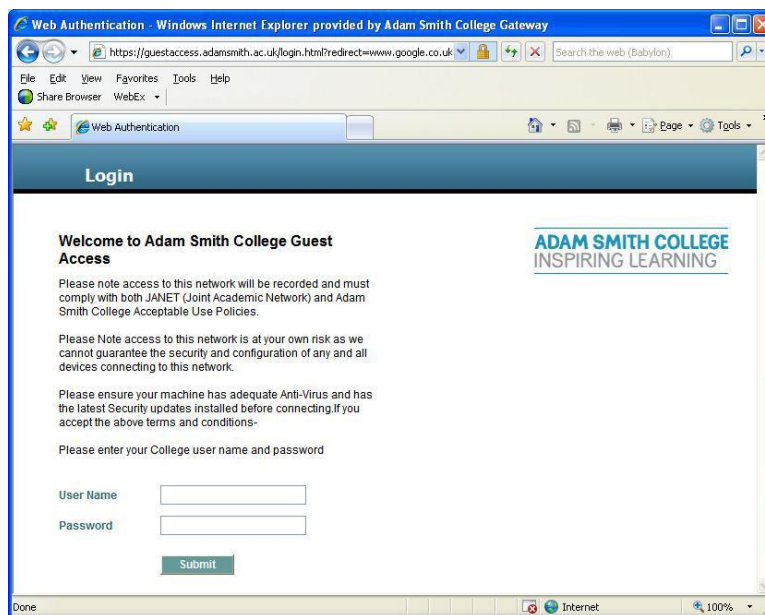 Web Authentication - Windows Internet Explorer provided by Adam Smith College Gateway
https://guestaccess.adamsmith.ac.uk/login.html?redirect=www.google.co.uk
Search the web (Babylon)
File Edit View Favorites Tools Help
Share Browser WebEx
Web Authentication
Page Tools
Login
Welcome to Adam Smith College Guest
Access
Please note access to this network will be recorded and must
comply with both JANET (Joint Academic Network) and Adam
Smith College Acceptable Use Policies.
Please Note access to this network is at your own risk as we
cannot guarantee the security and configuration of any and all
devices connecting to this network.
Please ensure your machine has adequate Anti-Virus and has
the latest Security updates installed before connecting.If you
accept the above terms and conditions-
Please enter your College user name and password
ADAM SMITH COLLEGE
INSPIRING LEARNING
User Name
Password
Submit
Done
Internet
100%